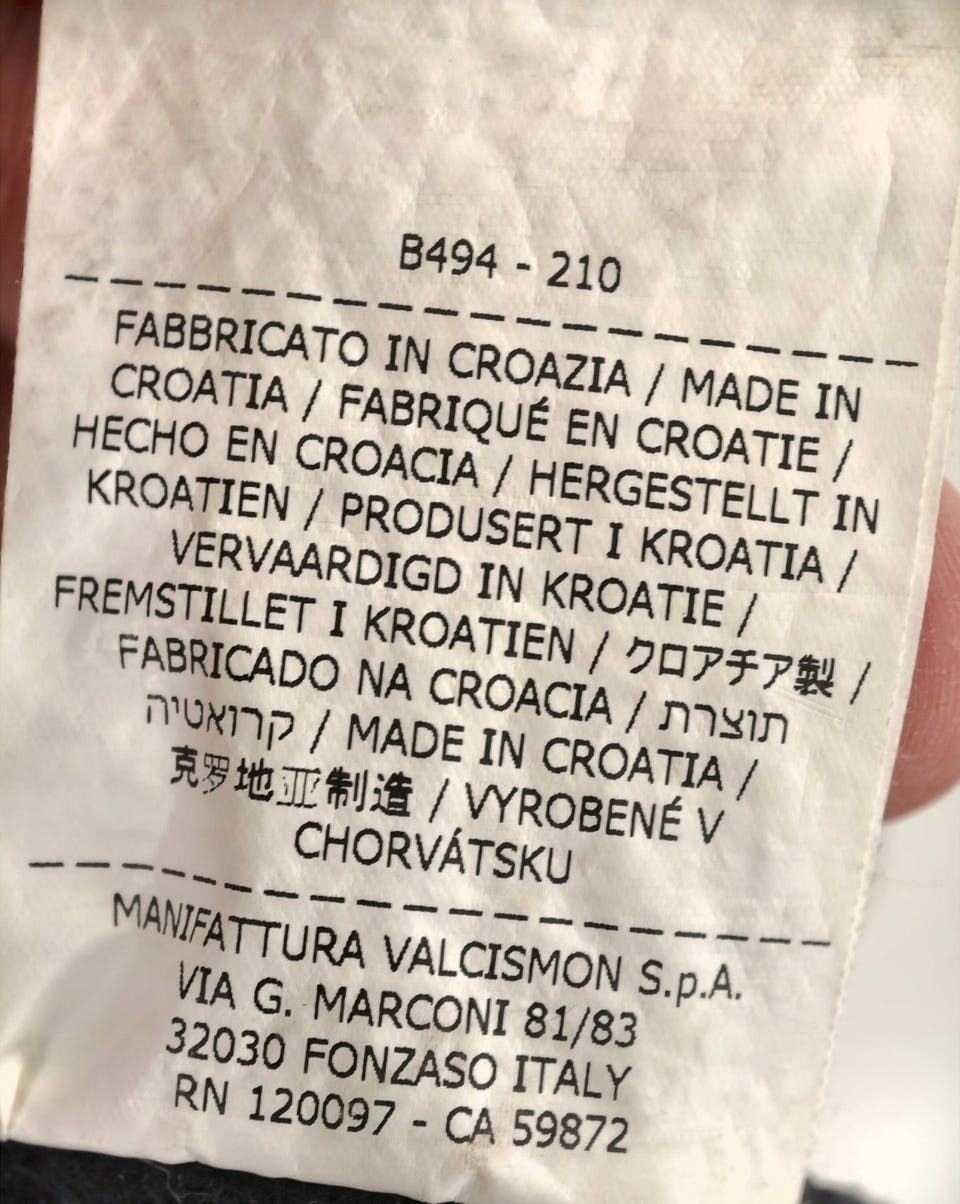 B494 - 210
FABBRICATO IN CROAZIA / MADE IN
CROATIA / FABRIQUÉ EN CROATIE /
HECHO EN CROACIA / HERGESTELLT IN
KROATIEN / PRODUSERT I KROATIA /
VERVAARDIGD IN KROATIE /
FREMSTILLET I KROATIEN / クロアチア製 /
FABRICADO NA CROACIA / תוצרת
קרואטיה / MADE IN CROATIA /
克罗地亚制造 / VYROBENÉ V
CHORVÁTSKU
MANIFATTURA VALCISMON S.p.A.
VIA G. MARCONI 81/83
32030 FONZASO ITALY
RN 120097 - CA 59872